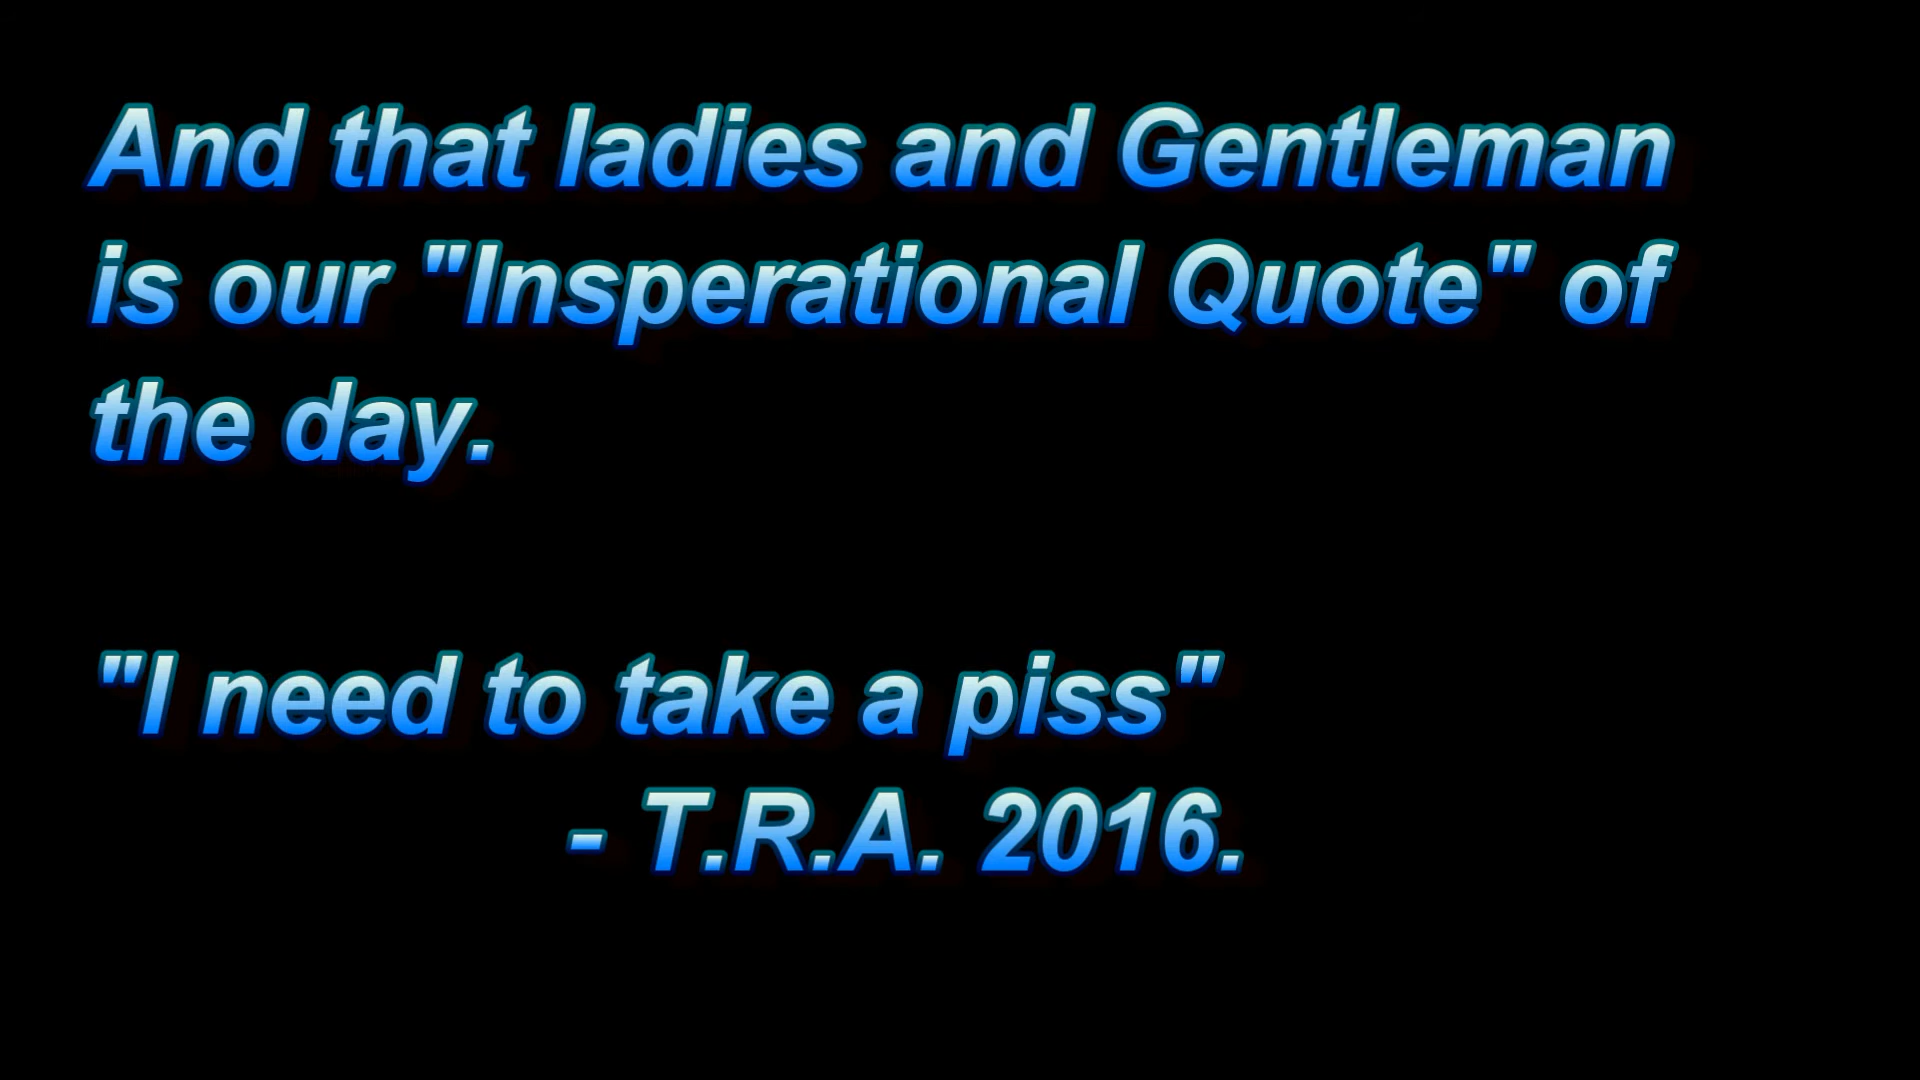 And that ladies and Gentleman
is our "Insperational Quote" of
the day.
"I need to take a piss"
- T.R.A. 2016.